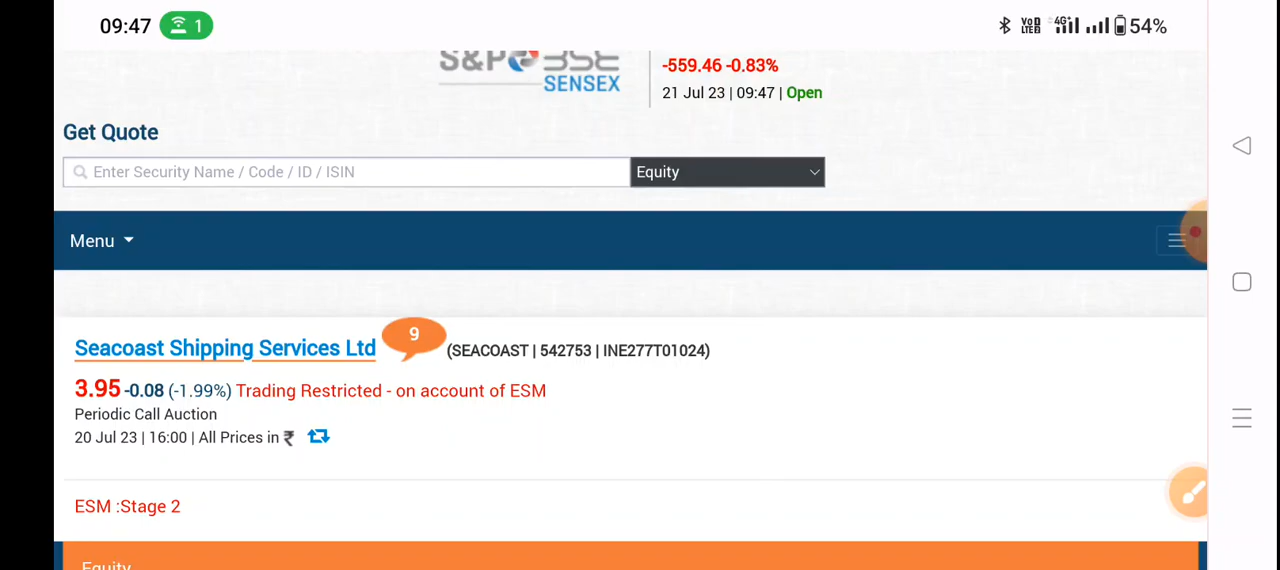 09:47 1 VoD LTE 4G 54%
S&P BSE
SENSEX
-559.46 -0.83%
21 Jul 23 | 09:47 | Open
Get Quote
Enter Security Name / Code / ID / ISIN Equity
Menu
Seacoast Shipping Services Ltd 9 (SEACOAST | 542753 | INE277T01024)
3.95 -0.08 (-1.99%) Trading Restricted - on account of ESM
Periodic Call Auction
20 Jul 23 | 16:00 | All Prices in ₹
ESM :Stage 2
Equity